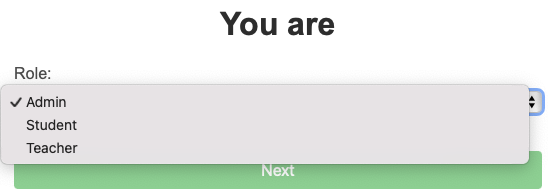 You are
Role:
✓ Admin
Student
Teacher
Next